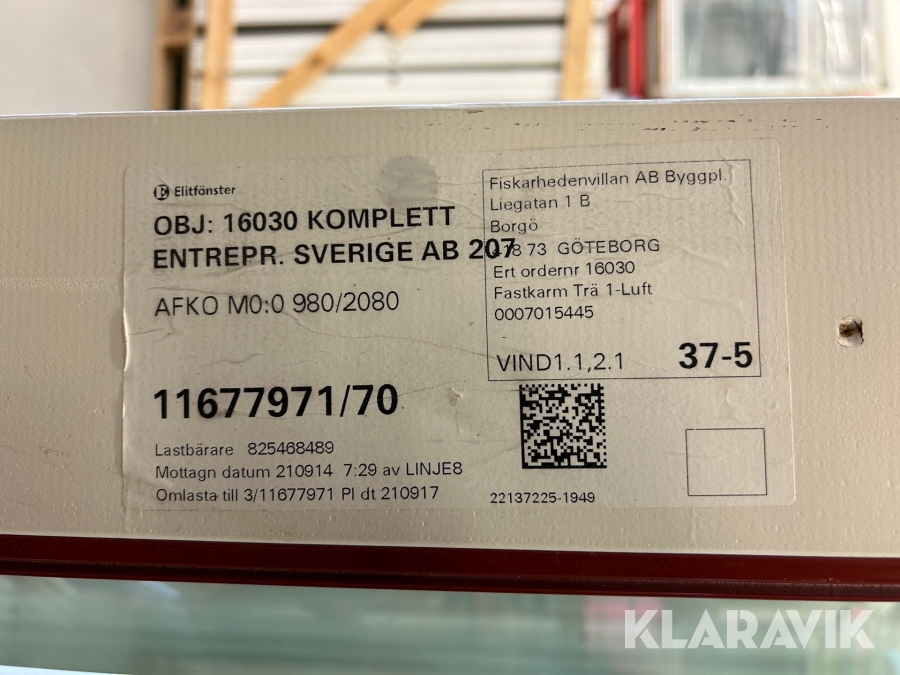 Elitfönster
OBJ: 16030 KOMPLETT
ENTREPR. SVERIGE AB 207
AFKO M0:0 980/2080
11677971/70
Lastbärare 825468489
Mottagn datum 210914 7:29 av LINJE8
Omlasta till 3/11677971 Pl dt 210917
Fiskarhedenvillan AB Byggpl.
Liegatan 1 B
Borgö
73 GÖTEBORG
Ert ordernr 16030
Fastkarm Trä 1-Luft
0007015445
VIND1.1,2.1 37-5
22137225-1949
KLARAVIK